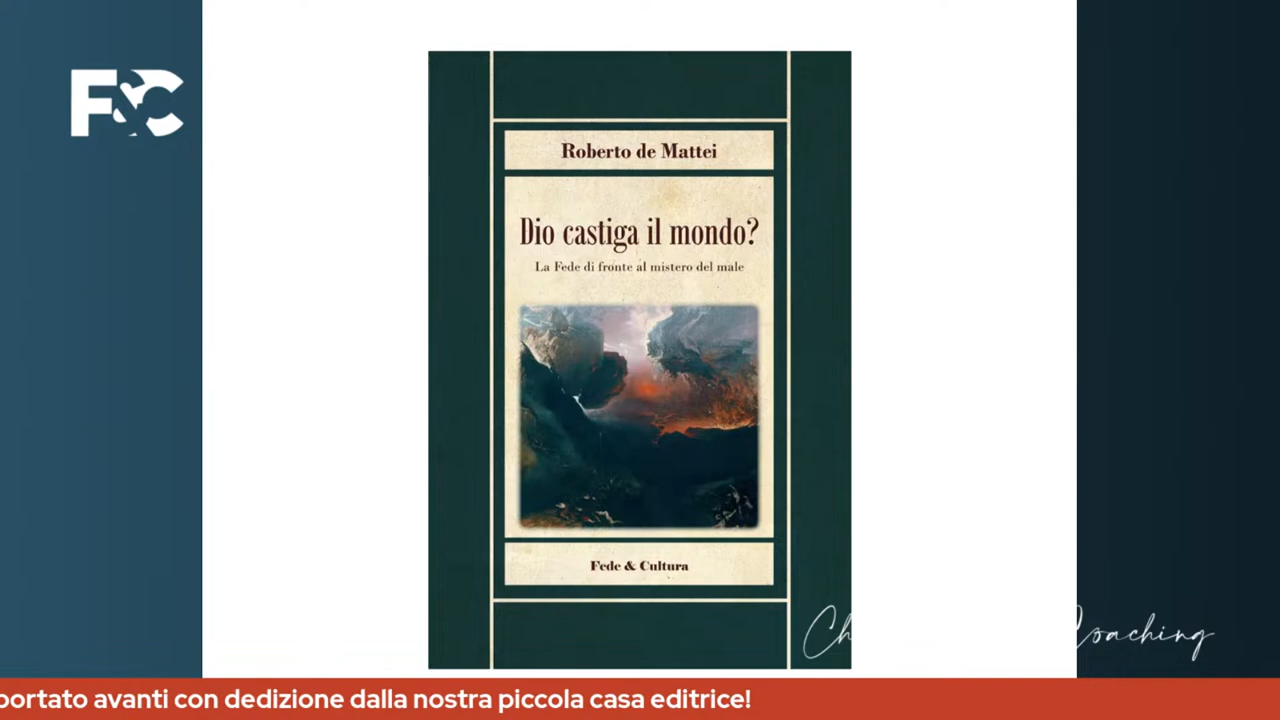 F&C
Roberto de Mattei
Dio castiga il mondo?
La Fede di fronte al mistero del male
Fede & Cultura
Coaching
portato avanti con dedizione dalla nostra piccola casa editrice!